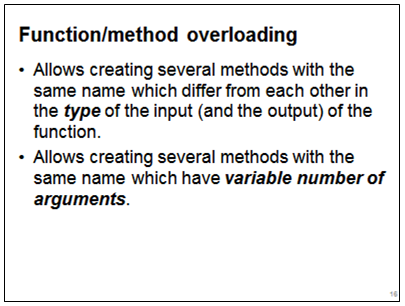 Function/method overloading
• Allows creating several methods with the
same name which differ from each other in
the type of the input (and the output) of the
function.
• Allows creating several methods with the
same name which have variable number of
arguments.
16